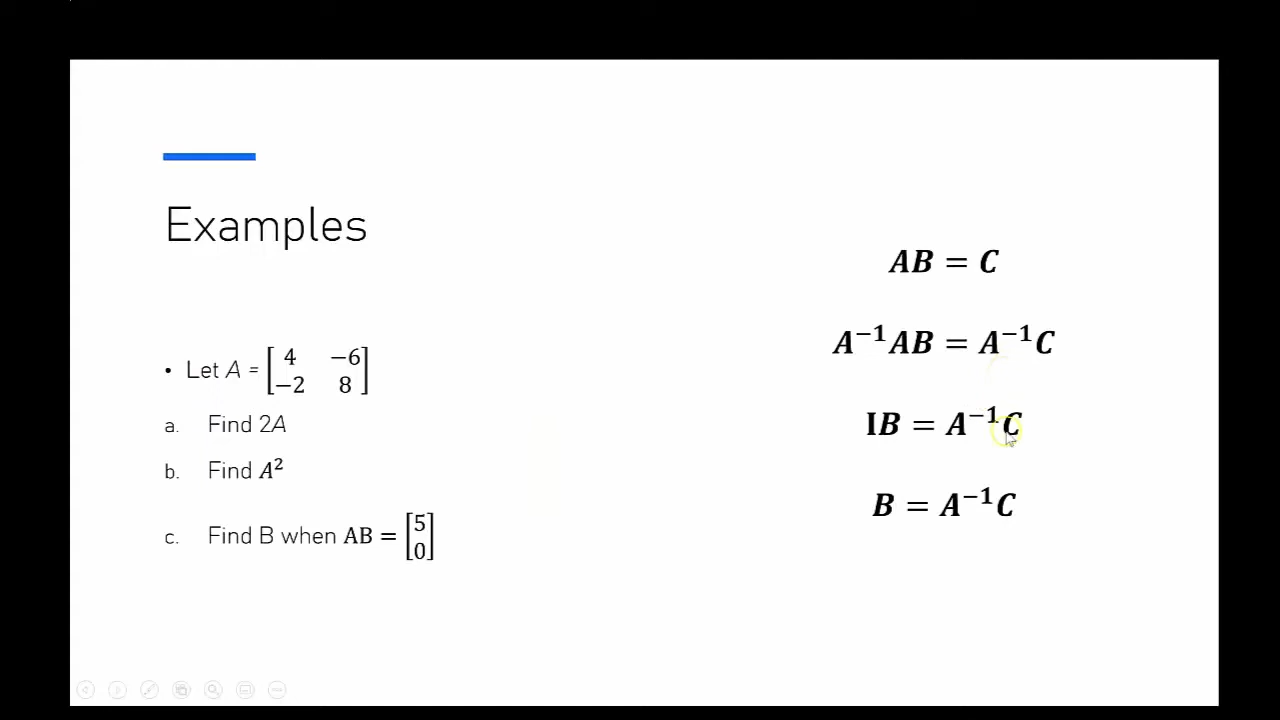 Examples
• Let A = [4 −6
−2 8]
a. Find 2A
b. Find A²
c. Find B when AB = [5
0]
AB = C
A⁻¹AB = A⁻¹C
IB = A⁻¹C
B = A⁻¹C